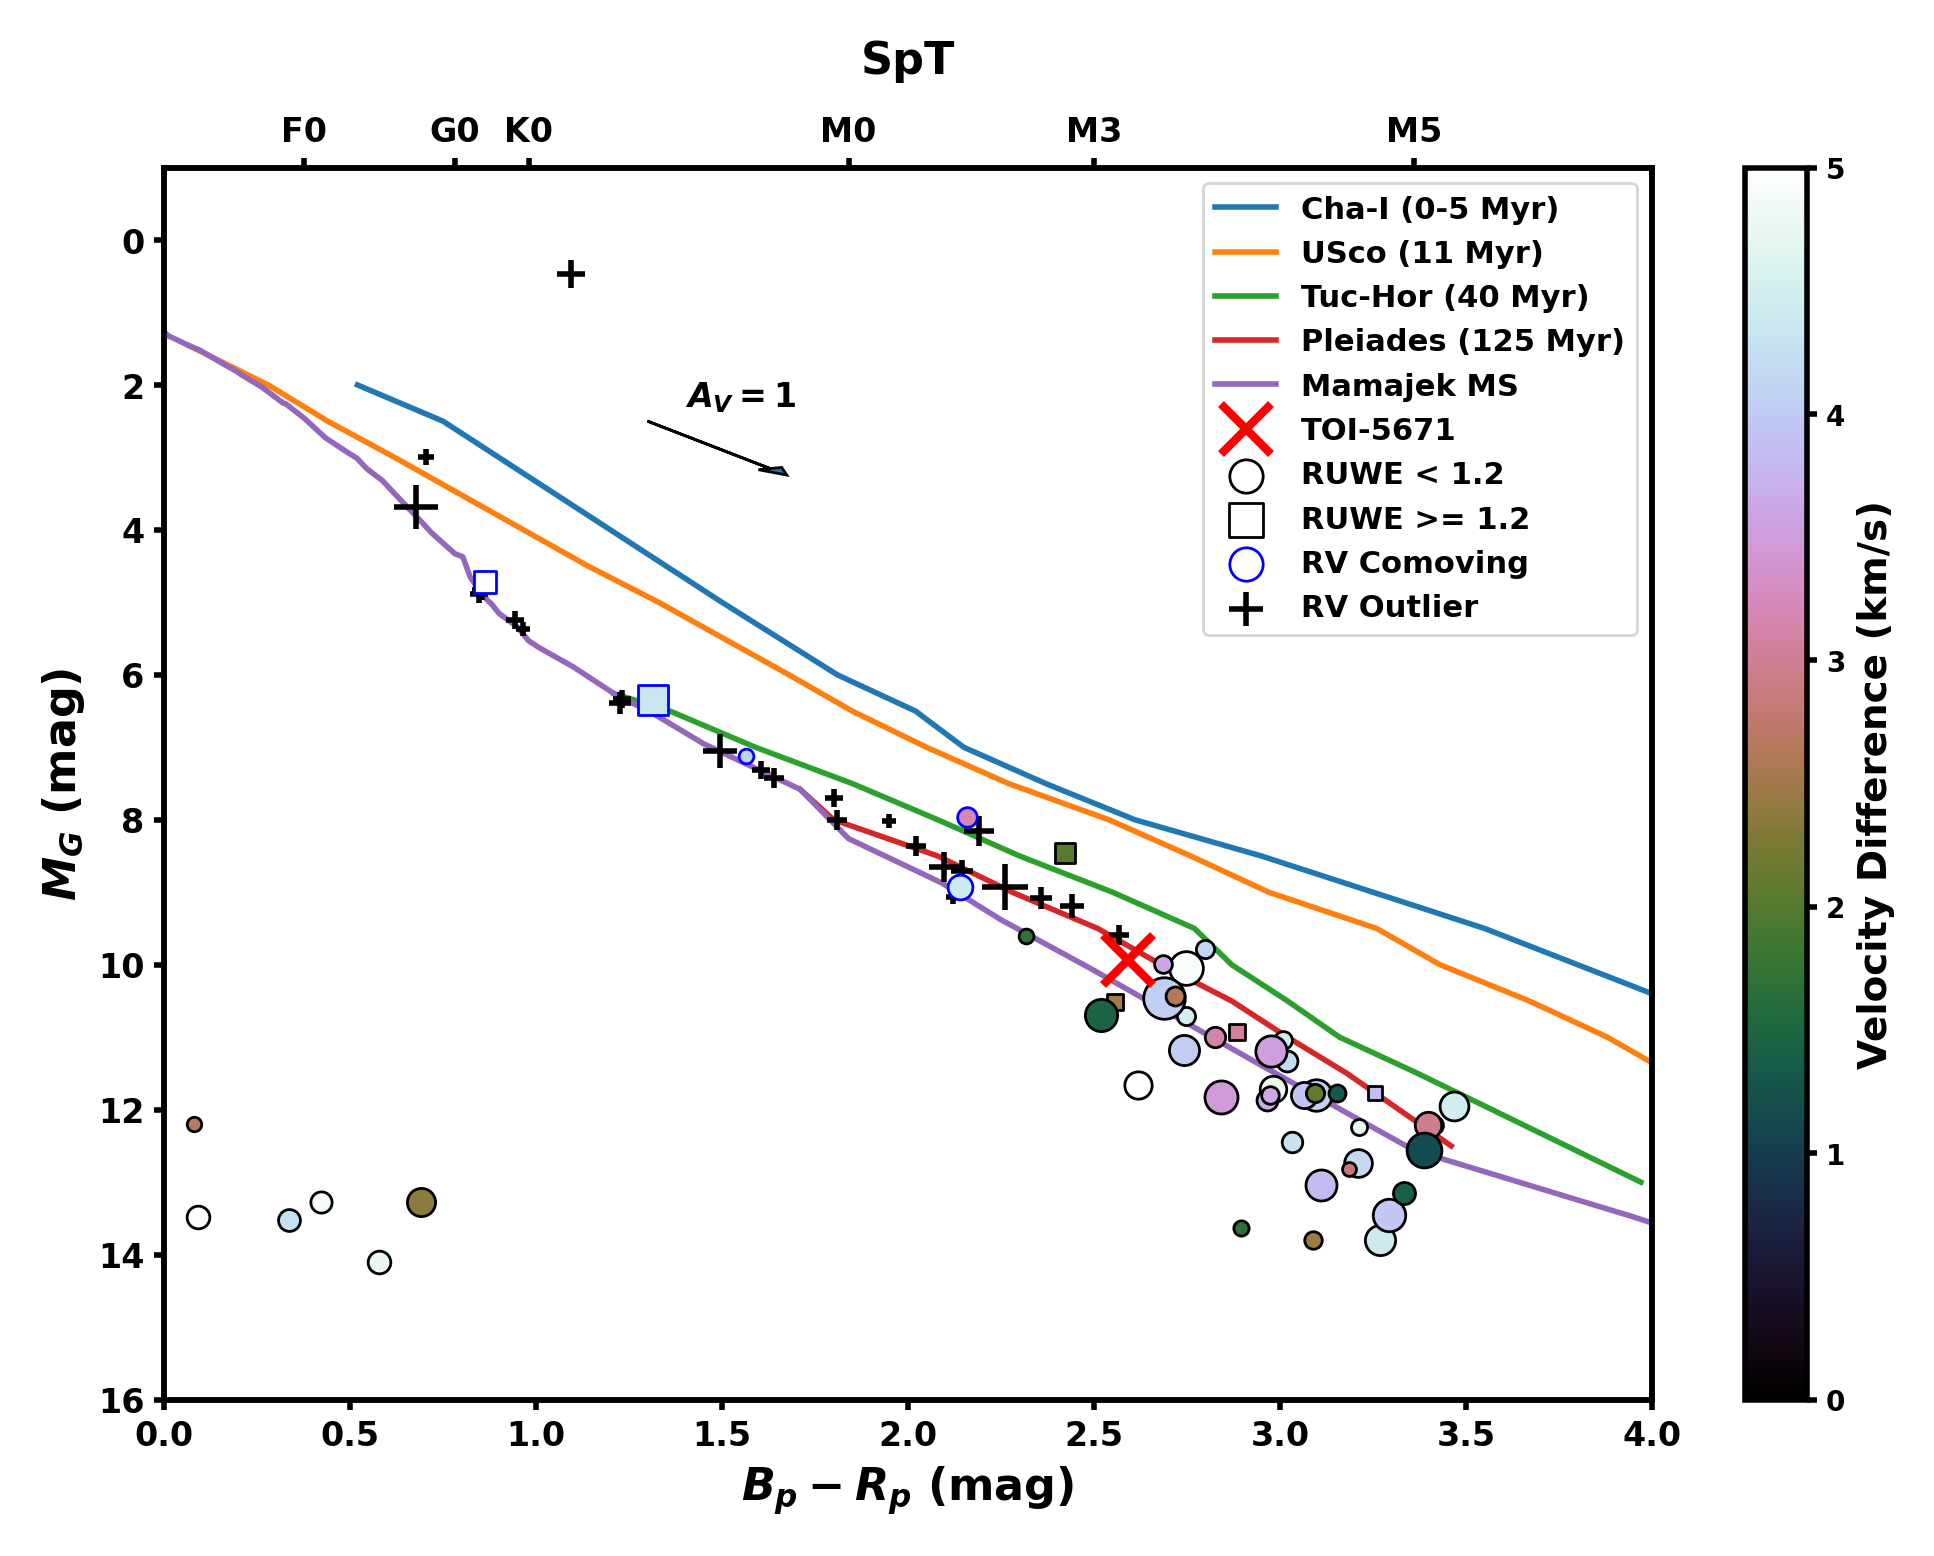 SpT
F0 G0 K0 M0 M3 M5
Cha-I (0-5 Myr)
USco (11 Myr)
Tuc-Hor (40 Myr)
Pleiades (125 Myr)
Mamajek MS
TOI-5671
RUWE < 1.2
RUWE >= 1.2
RV Comoving
RV Outlier
A_V = 1
M_G (mag)
0
2
4
6
8
10
12
14
16
0.0 0.5 1.0 1.5 2.0 2.5 3.0 3.5 4.0
B_p − R_p (mag)
5
4
3
2
1
0
Velocity Difference (km/s)